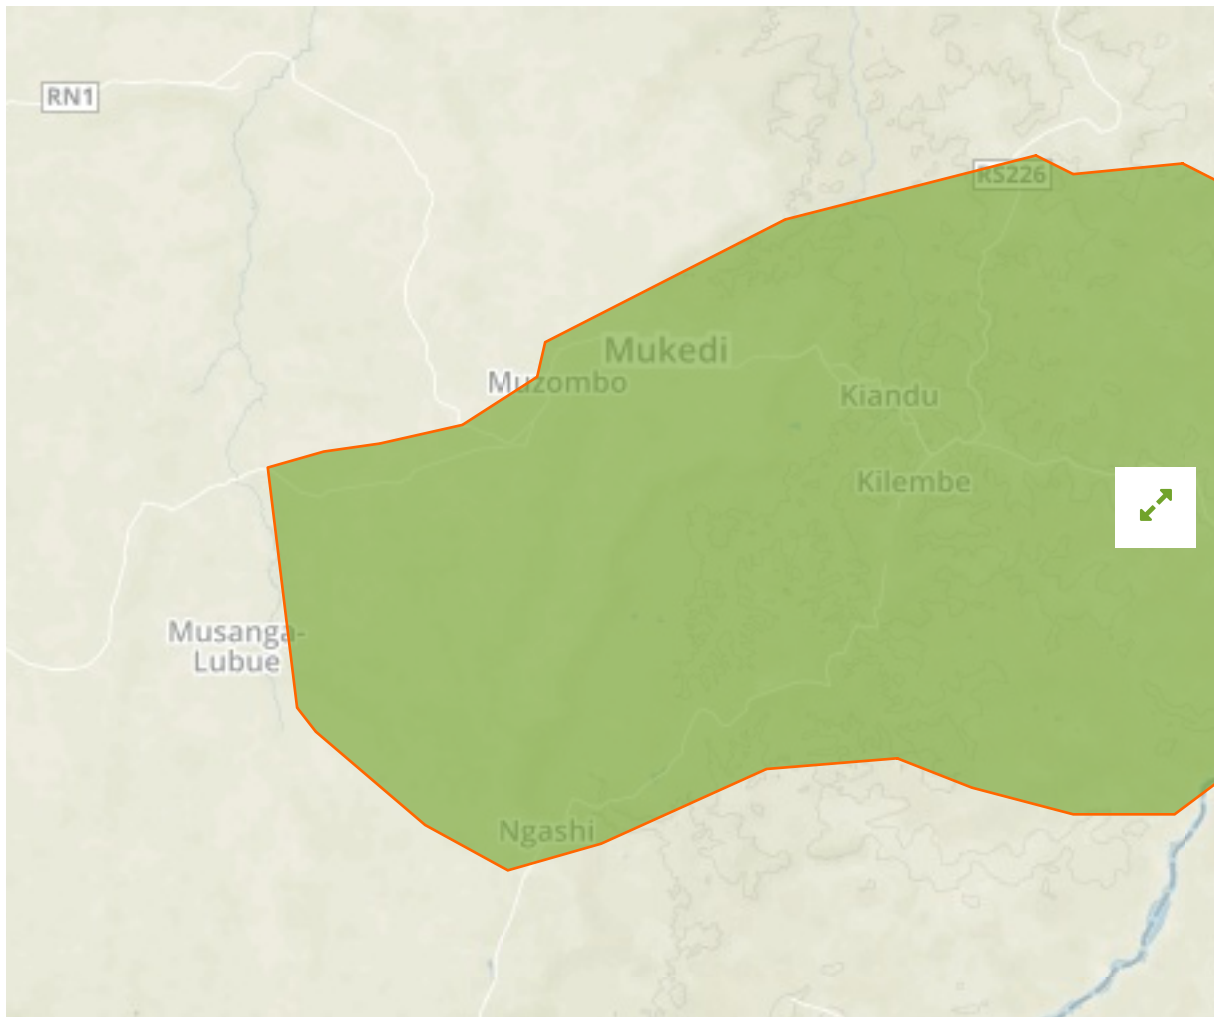 RN1
RS226
Mukedi
Muzombo
Kiandu
Kilembe
Musanga-
Lubue
Ngashi